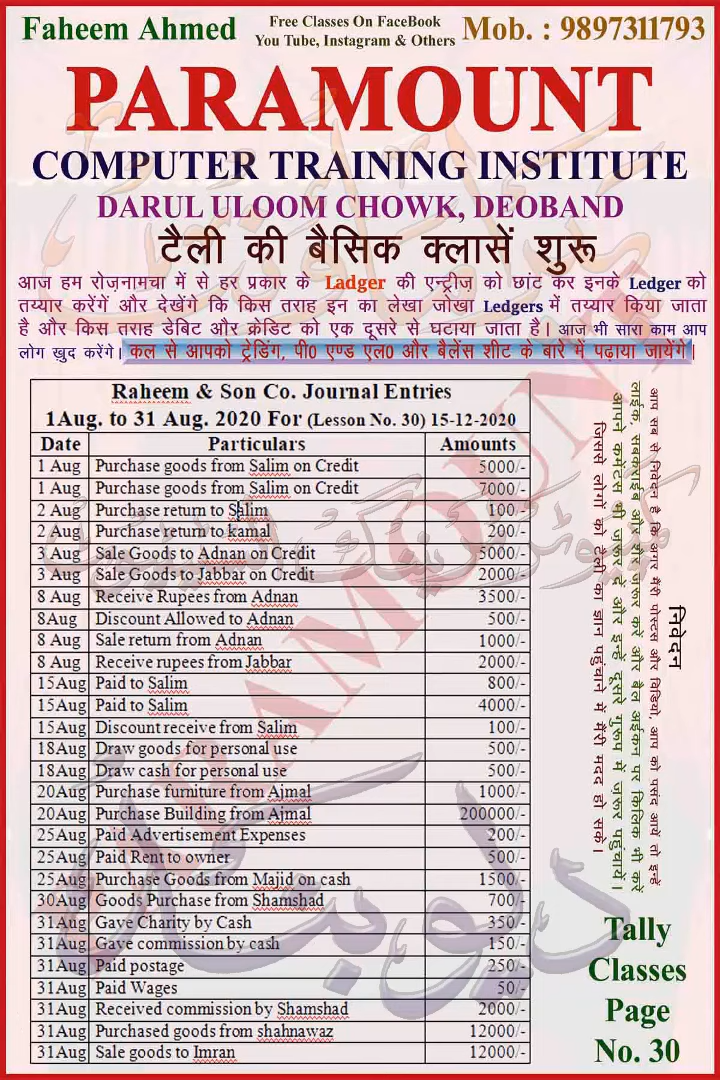 Faheem Ahmed
Free Classes On FaceBook
You Tube, Instagram & Others
Mob. : 9897311793
PARAMOUNT
COMPUTER TRAINING INSTITUTE
DARUL ULOOM CHOWK, DEOBAND
टैली की बैसिक क्लासें शुरू
आज हम रोज़नामचा में से हर प्रकार के Ladger की एन्ट्रीज़ को छांट कर इनके Ledger को
तय्यार करेंगें और देखेंगे कि किस तराह इन का लेखा जोखा Ledgers में तय्यार किया जाता
है और किस तराह डेबिट और क्रेडिट को एक दूसरे से घटाया जाता है। आज भी सारा काम आप
लोग खुद करेंगे। कल से आपको ट्रेडिंग, पी0 एण्ड एल0 और बैलेंस शीट के बारे में पढ़ाया जायेंगे।
Raheem & Son Co. Journal Entries
1Aug. to 31 Aug. 2020 For (Lesson No. 30) 15-12-2020
Date Particulars Amounts
1 Aug Purchase goods from Salim on Credit 5000/-
1 Aug Purchase goods from Salim on Credit 7000/-
2 Aug Purchase return to Salim 100/-
2 Aug Purchase return to kamal 200/-
3 Aug Sale Goods to Adnan on Credit 5000/-
3 Aug Sale Goods to Jabbar on Credit 2000/-
8 Aug Receive Rupees from Adnan 3500/-
8Aug Discount Allowed to Adnan 500/-
8 Aug Sale return from Adnan 1000/-
8 Aug Receive rupees from Jabbar 2000/-
15Aug Paid to Salim 800/-
15Aug Paid to Salim 4000/-
15Aug Discount receive from Salim 100/-
18Aug Draw goods for personal use 500/-
18Aug Draw cash for personal use 500/-
20Aug Purchase furniture from Ajmal 1000/-
20Aug Purchase Building from Ajmal 200000/-
25Aug Paid Advertisement Expenses 200/-
25Aug Paid Rent to owner 500/-
25Aug Purchase Goods from Majid on cash 1500/-
30Aug Goods Purchase from Shamshad 700/-
31Aug Gave Charity by Cash 350/-
31Aug Gave commission by cash 150/-
31Aug Paid postage 250/-
31Aug Paid Wages 50/-
31Aug Received commission by Shamshad 2000/-
31Aug Purchased goods from shahnawaz 12000/-
31Aug Sale goods to Imran 12000/-
निवेदन
आप सब से निवेदन है कि अगर मैरी पोस्टस और विडियो, आप को पसंद आयें तो इन्हें
लाईक, सबकराईब और शैर जरूर करें और बैल आईकन पर किलिक भी करें
आपने कमेंटस भी जरूर दें और इन्हें दूसरे गुरूप में जरूर पहुंचायें।
जिससे लोगों को टैली का ज्ञान पहुंचाने में मैरी मदद हो सके।
Tally
Classes
Page
No. 30
PARAMOUNT